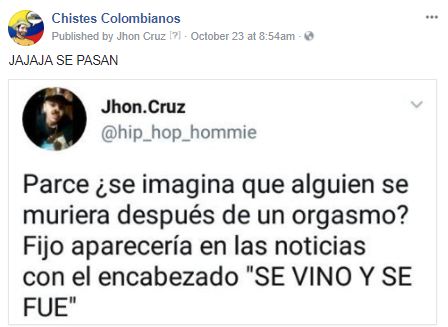 Chistes Colombianos
Published by Jhon Cruz [?] · October 23 at 8:54am ·
JAJAJA SE PASAN
Jhon.Cruz
@hip_hop_hommie
Parce ¿se imagina que alguien se
muriera después de un orgasmo?
Fijo aparecería en las noticias
con el encabezado "SE VINO Y SE
FUE"